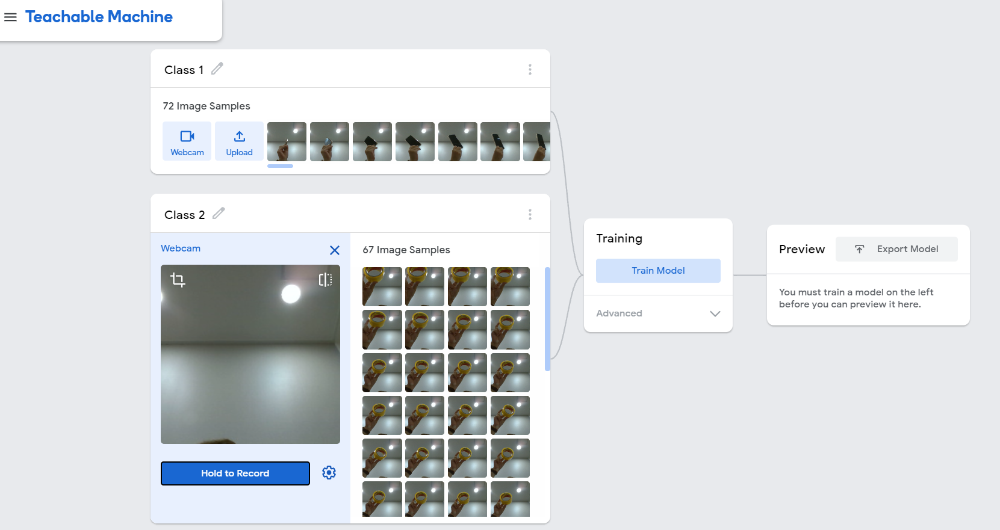 Teachable Machine
Class 1
72 Image Samples
Webcam
Upload
Class 2
Webcam
67 Image Samples
Hold to Record
Training
Train Model
Advanced
Preview
Export Model
You must train a model on the left
before you can preview it here.